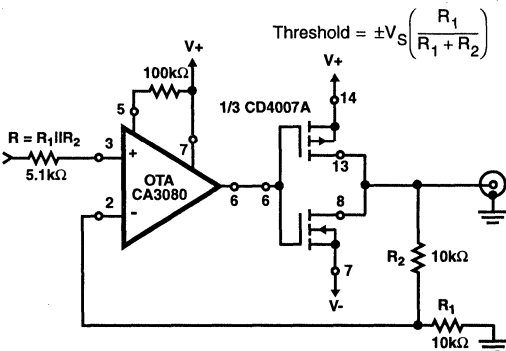 Threshold = ±V_S(R_1/(R_1 + R_2))
V+
V+
100kΩ
1/3 CD4007A
14
5
R = R_1||R_2
3
+
7
13
5.1kΩ
OTA
CA3080
6
6
8
2
-
R_2
10kΩ
7
V-
R_1
10kΩ